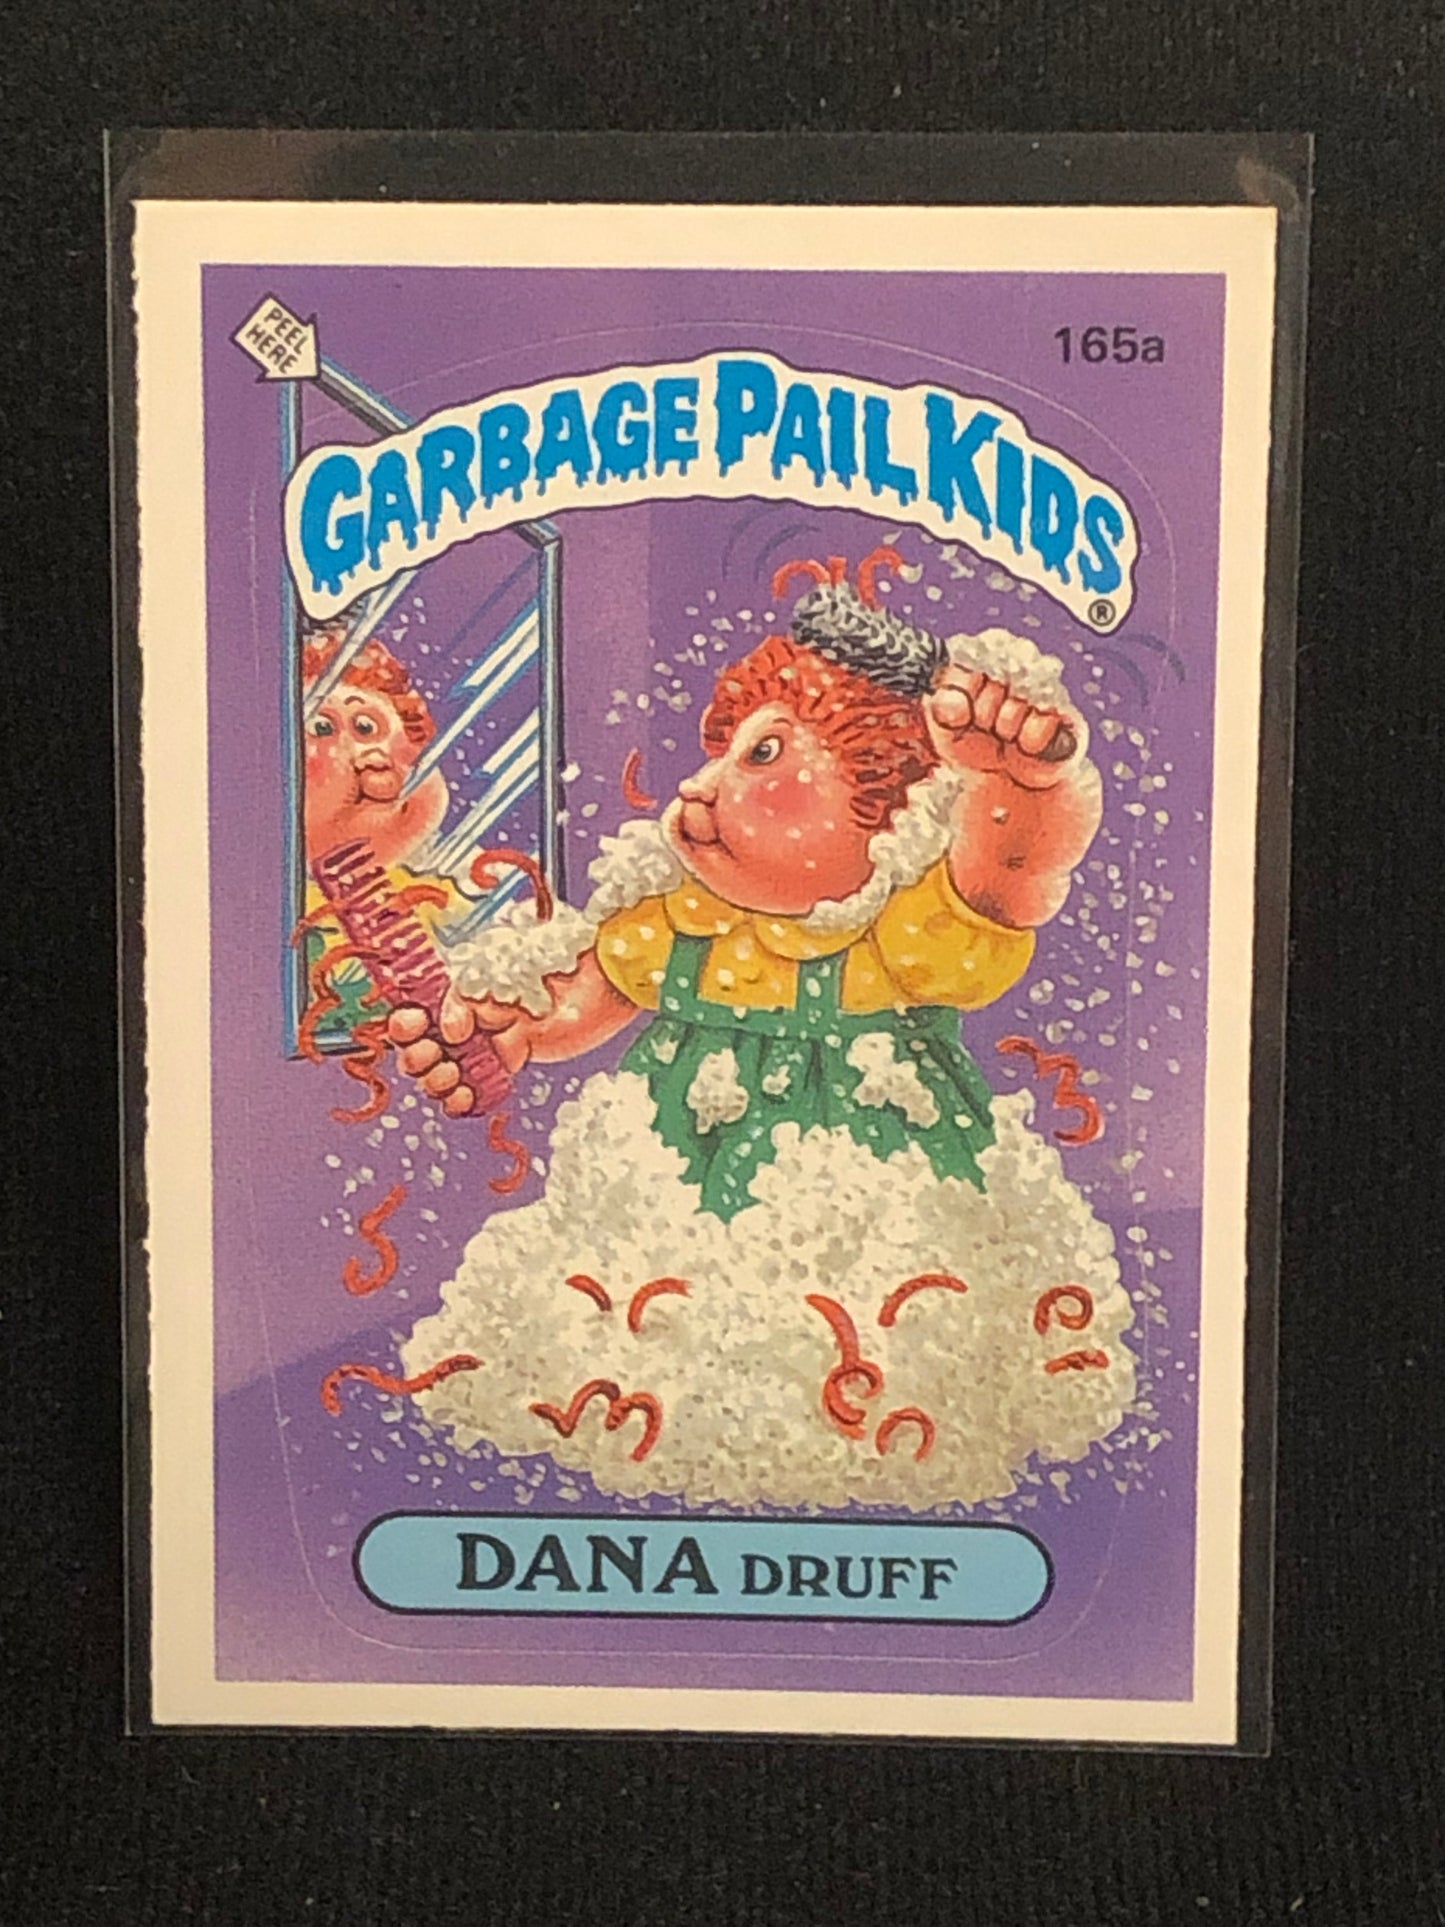 PEEL
HERE
165a
GARBAGE PAIL KIDS
®
DANA DRUFF